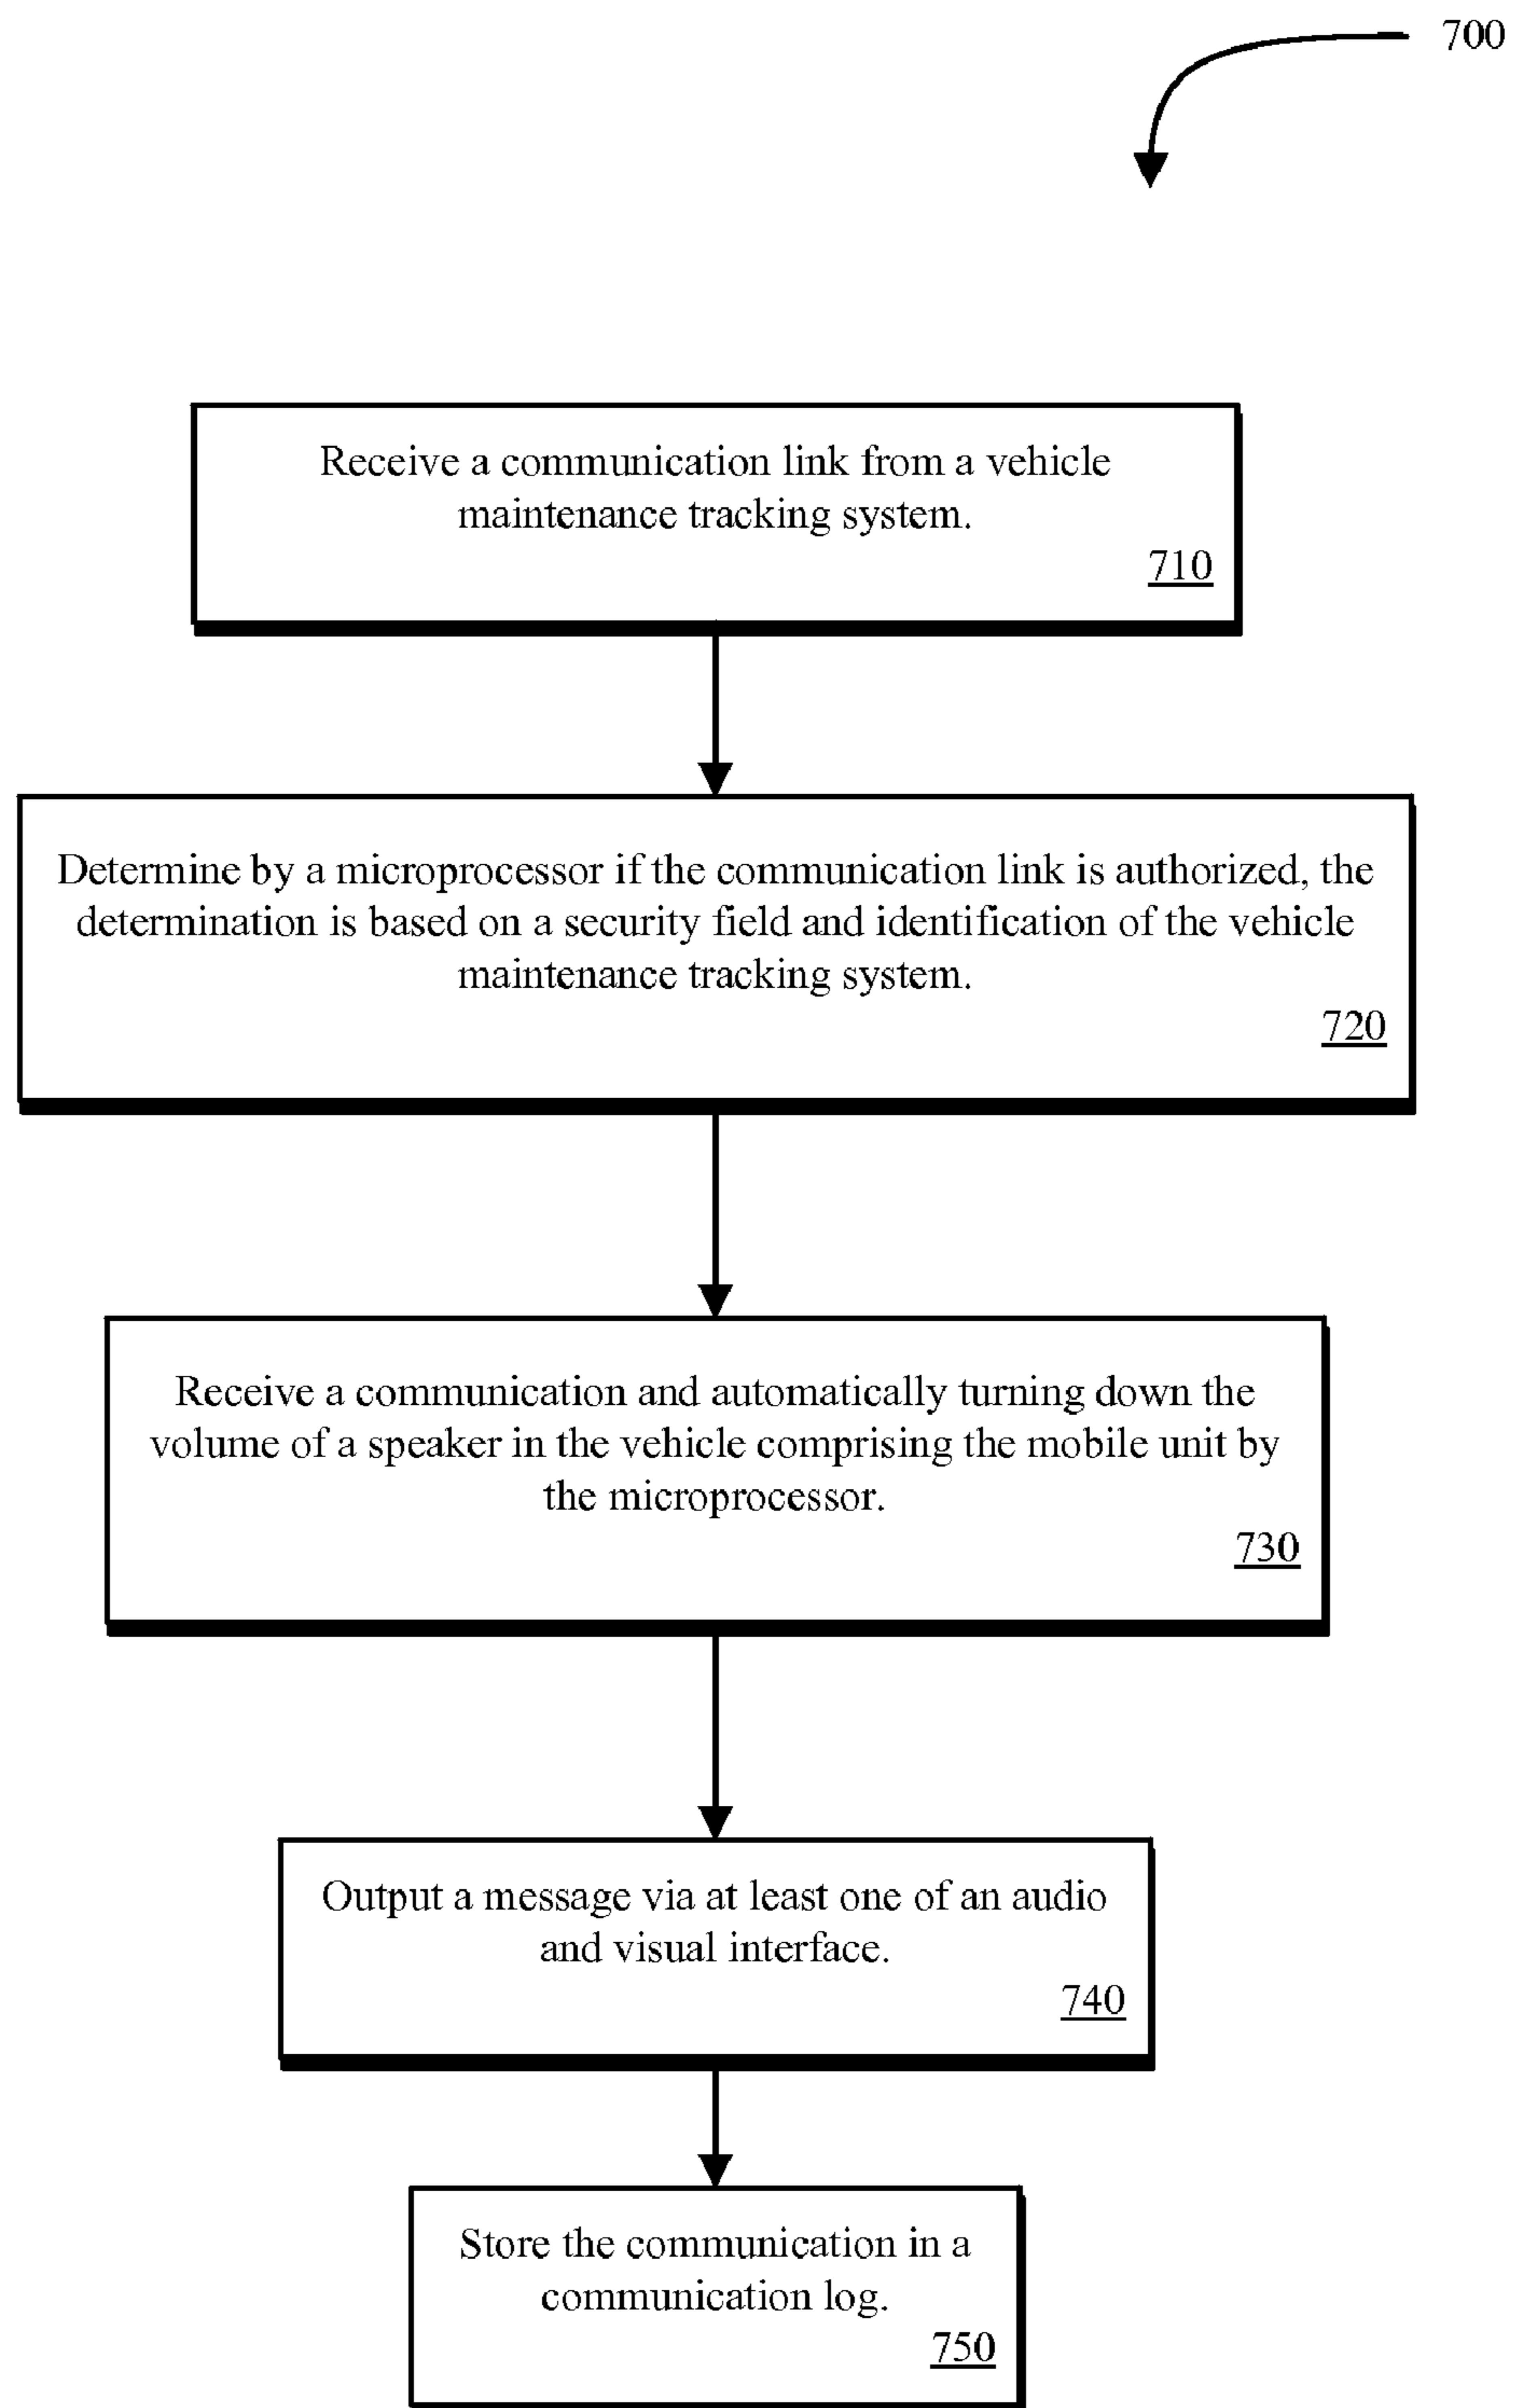 700
Receive a communication link from a vehicle
maintenance tracking system.
710
Determine by a microprocessor if the communication link is authorized, the
determination is based on a security field and identification of the vehicle
maintenance tracking system.
720
Receive a communication and automatically turning down the
volume of a speaker in the vehicle comprising the mobile unit by
the microprocessor.
730
Output a message via at least one of an audio
and visual interface.
740
Store the communication in a
communication log.
750